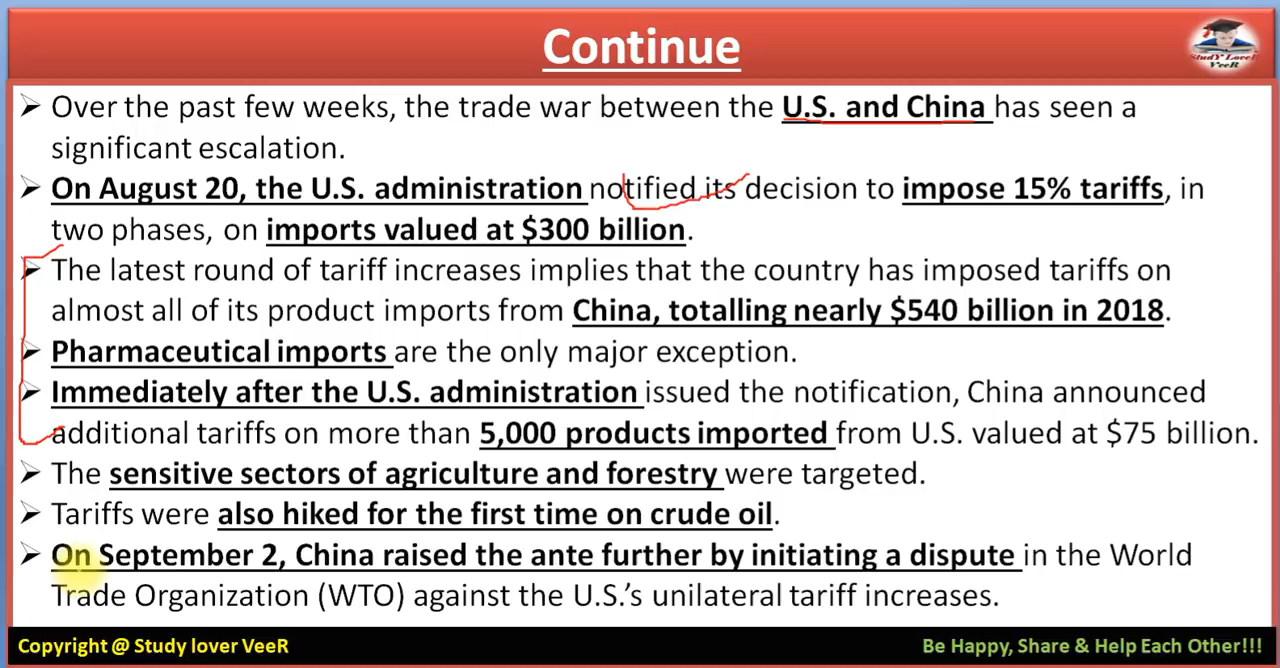 Continue
StudY LoveR
VeeR
➢ Over the past few weeks, the trade war between the U.S. and China has seen a
significant escalation.
➢ On August 20, the U.S. administration notified its decision to impose 15% tariffs, in
two phases, on imports valued at $300 billion.
➢ The latest round of tariff increases implies that the country has imposed tariffs on
almost all of its product imports from China, totalling nearly $540 billion in 2018.
➢ Pharmaceutical imports are the only major exception.
➢ Immediately after the U.S. administration issued the notification, China announced
additional tariffs on more than 5,000 products imported from U.S. valued at $75 billion.
➢ The sensitive sectors of agriculture and forestry were targeted.
➢ Tariffs were also hiked for the first time on crude oil.
➢ On September 2, China raised the ante further by initiating a dispute in the World
Trade Organization (WTO) against the U.S.’s unilateral tariff increases.
Copyright @ Study lover VeeR
Be Happy, Share & Help Each Other!!!